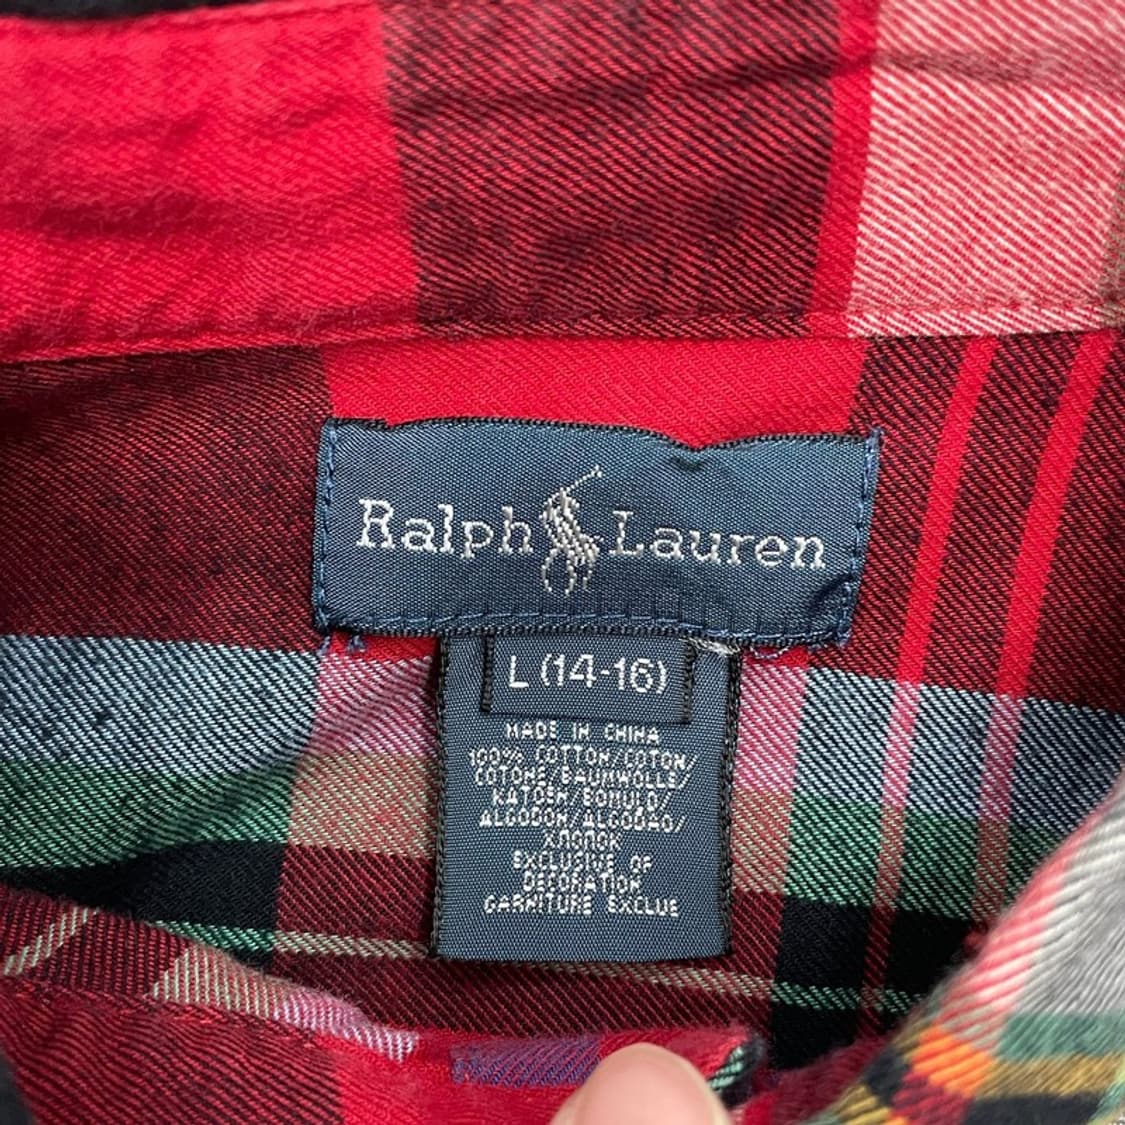 Ralph Lauren
L (14-16)
MADE IN CHINA
100% COTTON/COTON/
COTONE/BAUMWOLLE/
KATOEN/BOMULD/
ALGODON/ALGODAO/
ХЛОПОК
EXCLUSIVE OF
DECORATION
GARNITURE EXCLUE